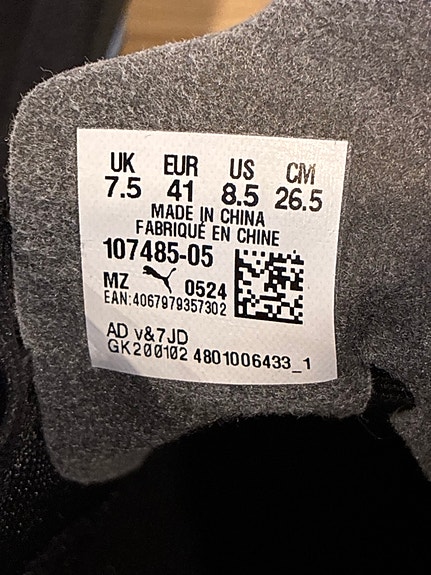 UK EUR US CM
7.5 41 8.5 26.5
MADE IN CHINA
FABRIQUÉ EN CHINE
107485-05
MZ 0524
EAN:4067979357302
AD v&7JD
GK200102 4801006433_1